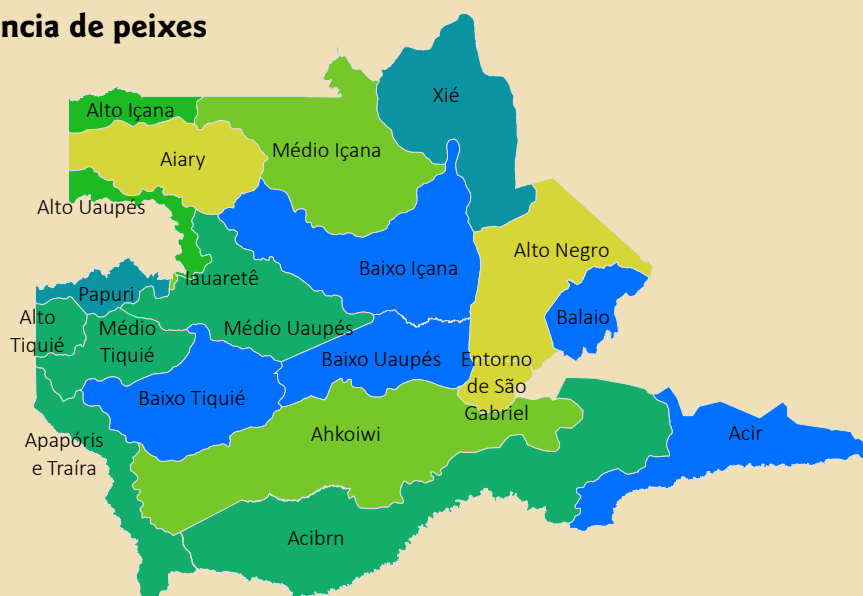 ncia de peixes
Xié
Alto Içana
Médio Içana
Aiary
Alto Uaupés
Alto Negro
Baixo Içana
Iauaretê
Papuri
Alto
Tiquié
Médio
Tiquié
Médio Uaupés
Balaio
Baixo Uaupés
Entorno
de São
Gabriel
Baixo Tiquié
Ahkoiwi
Acir
Apapóris
e Traíra
Acibrn